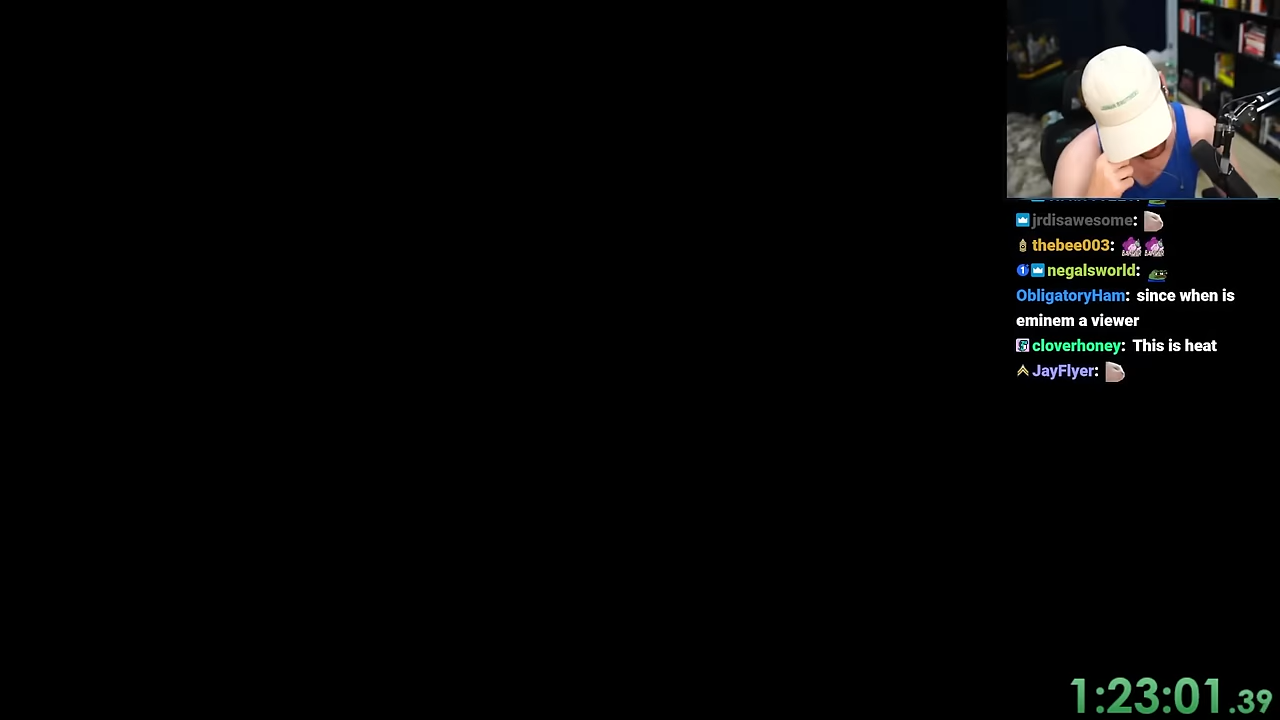 jrdisawesome:
thebee003:
negalsworld:
ObligatoryHam: since when is
eminem a viewer
cloverhoney: This is heat
JayFlyer:
1:23:01.39